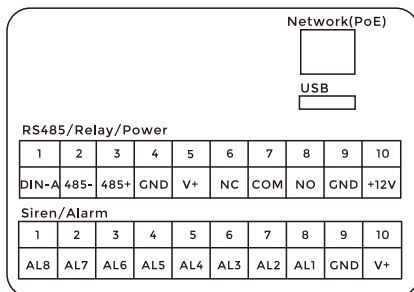 Network(PoE)
USB
RS485/Relay/Power
1 2 3 4 5 6 7 8 9 10
DIN-A 485- 485+ GND V+ NC COM NO GND +12V
Siren/Alarm
1 2 3 4 5 6 7 8 9 10
AL8 AL7 AL6 AL5 AL4 AL3 AL2 AL1 GND V+